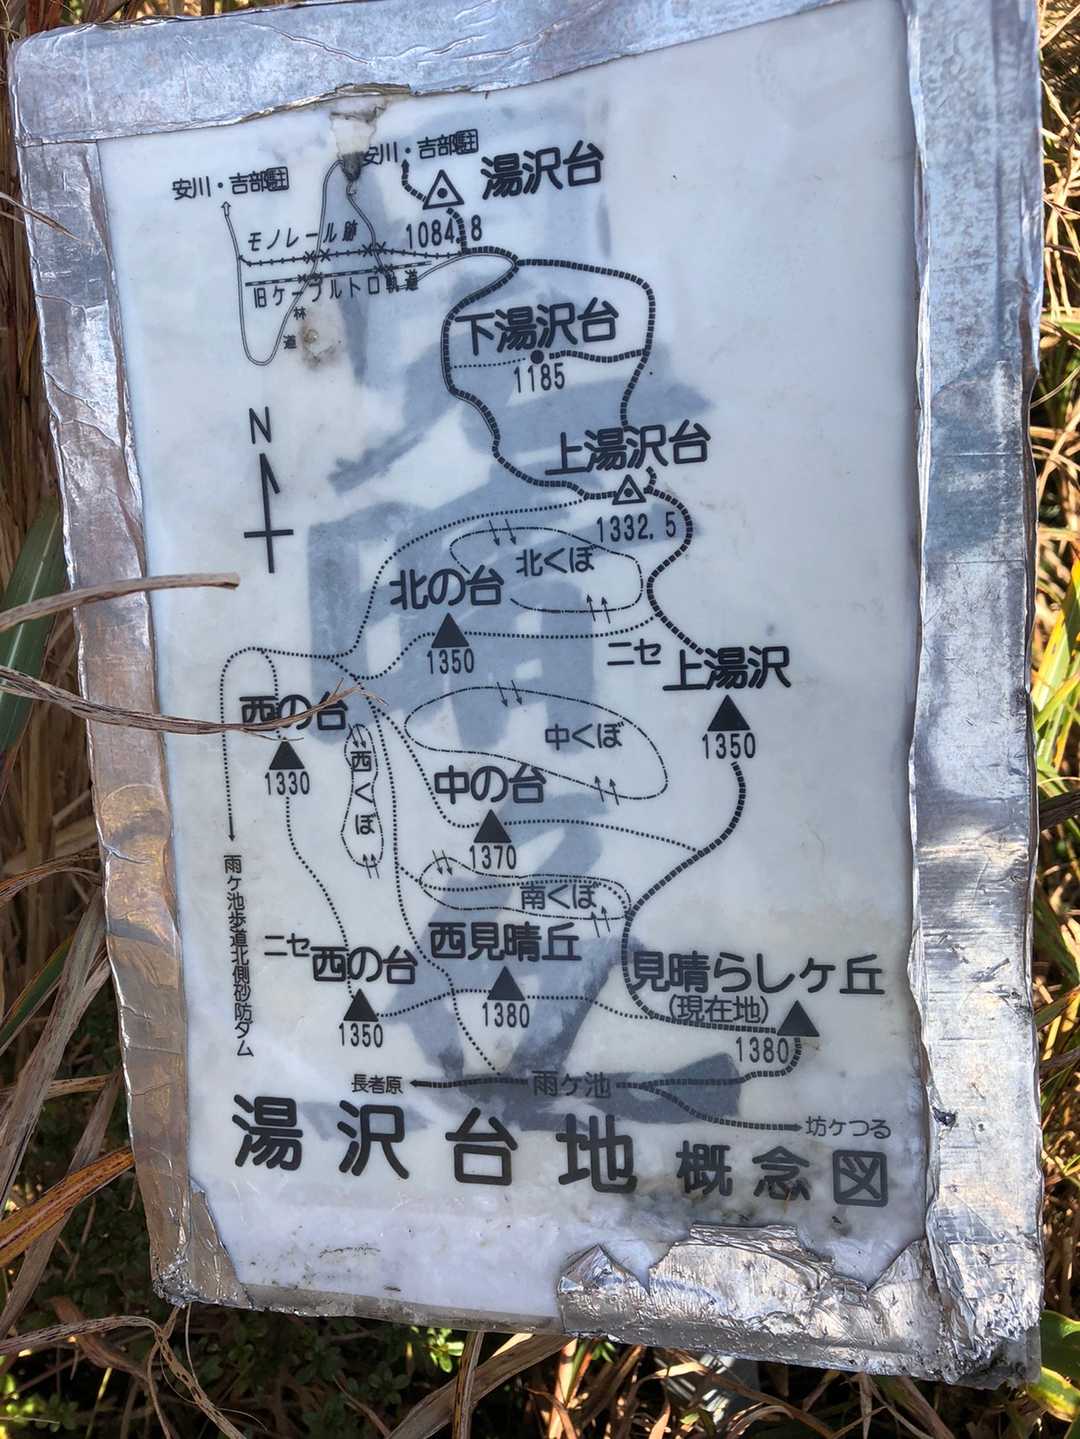 安川・吉部駐
安川・吉部駐
湯沢台
1084.8
モノレール跡
旧ケーブルトロ軌道
林道
下湯沢台
1185
N
上湯沢台
1332.5
北くぼ
北の台
1350
ニセ上湯沢
1350
西の台
1330
西くぼ
中くぼ
中の台
1370
南くぼ
雨ケ池歩道北側砂防ダム
ニセ西の台
1350
西見晴丘
1380
見晴らしケ丘
(現在地)
1380
長者原
雨ケ池
坊ケつる
湯沢台地概念図